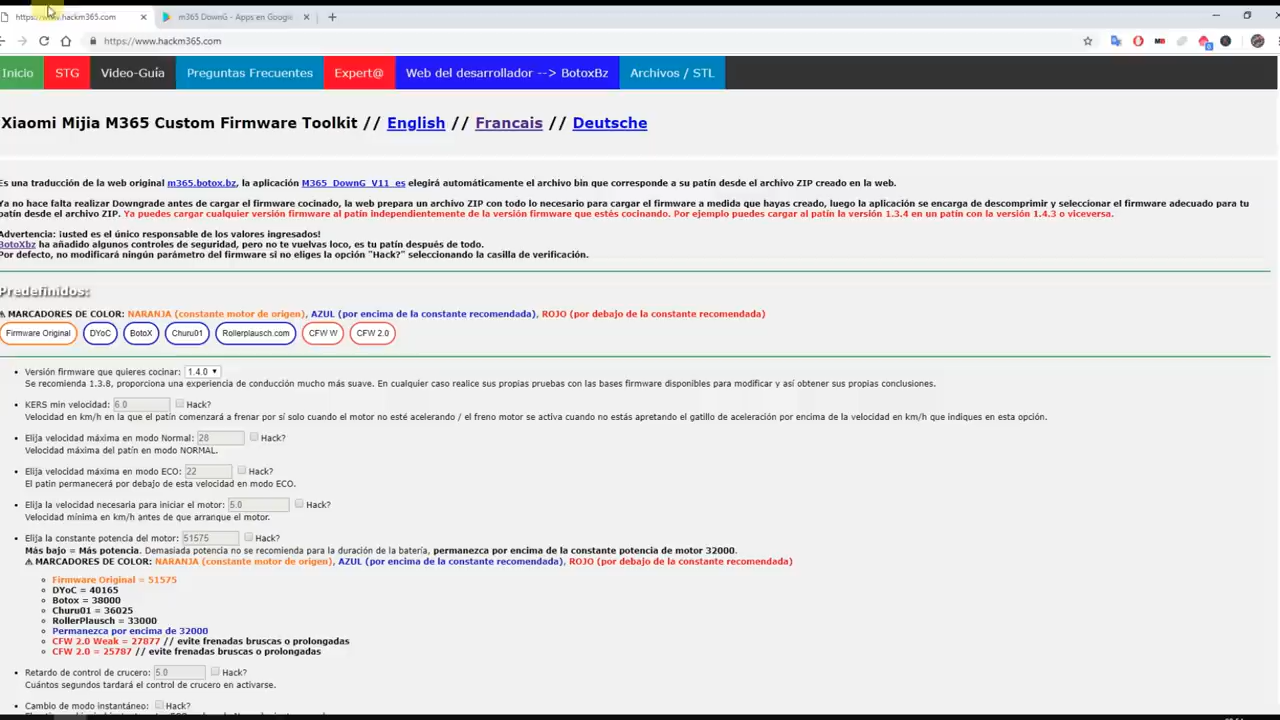 https://www.hackm365.com
m365 DownG - Apps en Google
https://www.hackm365.com
Inicio STG Video-Guía Preguntas Frecuentes Expert@ Web del desarrollador --> BotoxBz Archivos / STL
Xiaomi Mijia M365 Custom Firmware Toolkit // English // Francais // Deutsche
Es una traducción de la web original m365.botox.bz, la aplicación M365_DownG_V11_es elegirá automáticamente el archivo bin que corresponde a su patín desde el archivo ZIP creado en la web.
Ya no hace falta realizar Downgrade antes de cargar el firmware cocinado, la web prepara un archivo ZIP con todo lo necesario para cargar el firmware a medida que hayas creado, luego la aplicación se encarga de descomprimir y seleccionar el firmware adecuado para tu
patín desde el archivo ZIP. Ya puedes cargar cualquier versión firmware al patín independientemente de la versión firmware que estés cocinando. Por ejemplo puedes cargar al patín la versión 1.3.4 en un patín con la versión 1.4.3 o viceversa.
Advertencia: ¡usted es el único responsable de los valores ingresados!
BotoXbz ha añadido algunos controles de seguridad, pero no te vuelvas loco, es tu patín después de todo.
Por defecto, no modificará ningún parámetro del firmware si no eliges la opción "Hack?" seleccionando la casilla de verificación.
Predefinidos:
⚠ MARCADORES DE COLOR: NARANJA (constante motor de origen), AZUL (por encima de la constante recomendada), ROJO (por debajo de la constante recomendada)
Firmware Original DYoC BotoX Churu01 Rollerplausch.com CFW W CFW 2.0
• Versión firmware que quieres cocinar: 1.4.0
Se recomienda 1.3.8, proporciona una experiencia de conducción mucho más suave. En cualquier caso realice sus propias pruebas con las bases firmware disponibles para modificar y así obtener sus propias conclusiones.
• KERS min velocidad: 6.0 Hack?
Velocidad en km/h en la que el patín comenzará a frenar por sí solo cuando el motor no esté acelerando / el freno motor se activa cuando no estás apretando el gatillo de aceleración por encima de la velocidad en km/h que indiques en esta opción.
• Elija velocidad máxima en modo Normal: 28 Hack?
Velocidad máxima del patín en modo NORMAL.
• Elija velocidad máxima en modo ECO: 22 Hack?
El patin permanecerá por debajo de esta velocidad en modo ECO.
• Elija la velocidad necesaria para iniciar el motor: 5.0 Hack?
Velocidad mínima en km/h antes de que arranque el motor.
• Elija la constante potencia del motor: 51575 Hack?
Más bajo = Más potencia. Demasiada potencia no se recomienda para la duración de la batería, permanezca por encima de la constante potencia de motor 32000.
⚠ MARCADORES DE COLOR: NARANJA (constante motor de origen), AZUL (por encima de la constante recomendada), ROJO (por debajo de la constante recomendada)
Firmware Original = 51575
DYoC = 40165
Botox = 38000
Churu01 = 36025
RollerPlausch = 33000
Permanezca por encima de 32000
CFW 2.0 Weak = 27877 // evite frenadas bruscas o prolongadas
CFW 2.0 = 25787 // evite frenadas bruscas o prolongadas
• Retardo de control de crucero: 5.0 Hack?
Cuántos segundos tardará el control de crucero en activarse.
• Cambio de modo instantáneo: Hack?